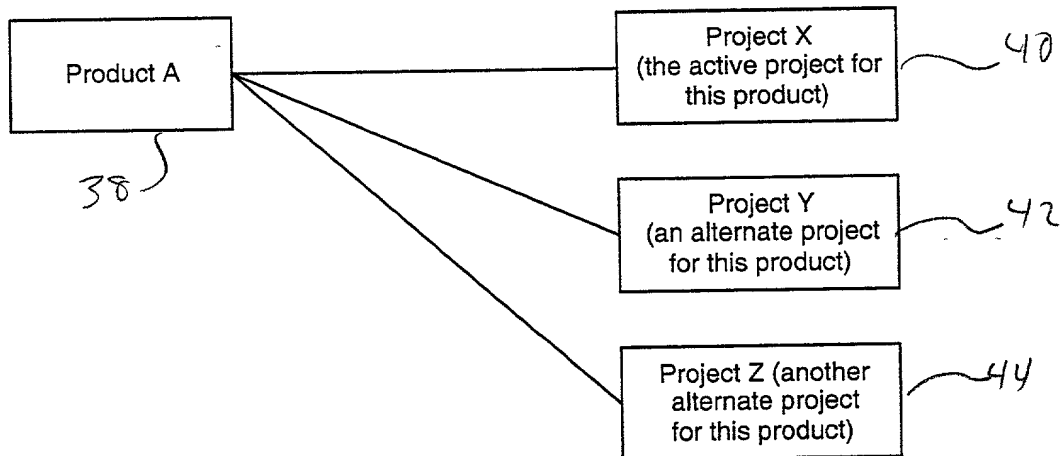 Product A
38
Project X
(the active project for
this product)
40
Project Y
(an alternate project
for this product)
42
Project Z (another
alternate project
for this product)
44